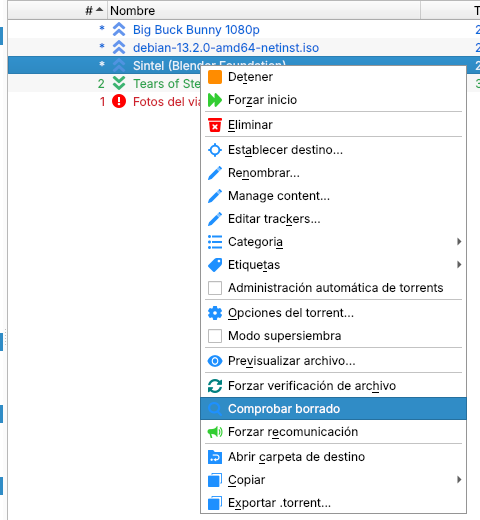 # Nombre T
* Big Buck Bunny 1080p 2
* debian-13.2.0-amd64-netinst.iso 2
* Sintel (Blender Foundation) 2
2 Tears of Ste 3
1 Fotos del via
Detener
Forzar inicio
Eliminar
Establecer destino...
Renombrar...
Manage content...
Editar trackers...
Categoria
Etiquetas
Administración automática de torrents
Opciones del torrent...
Modo supersiembra
Previsualizar archivo...
Forzar verificación de archivo
Comprobar borrado
Forzar recomunicación
Abrir carpeta de destino
Copiar
Exportar .torrent...